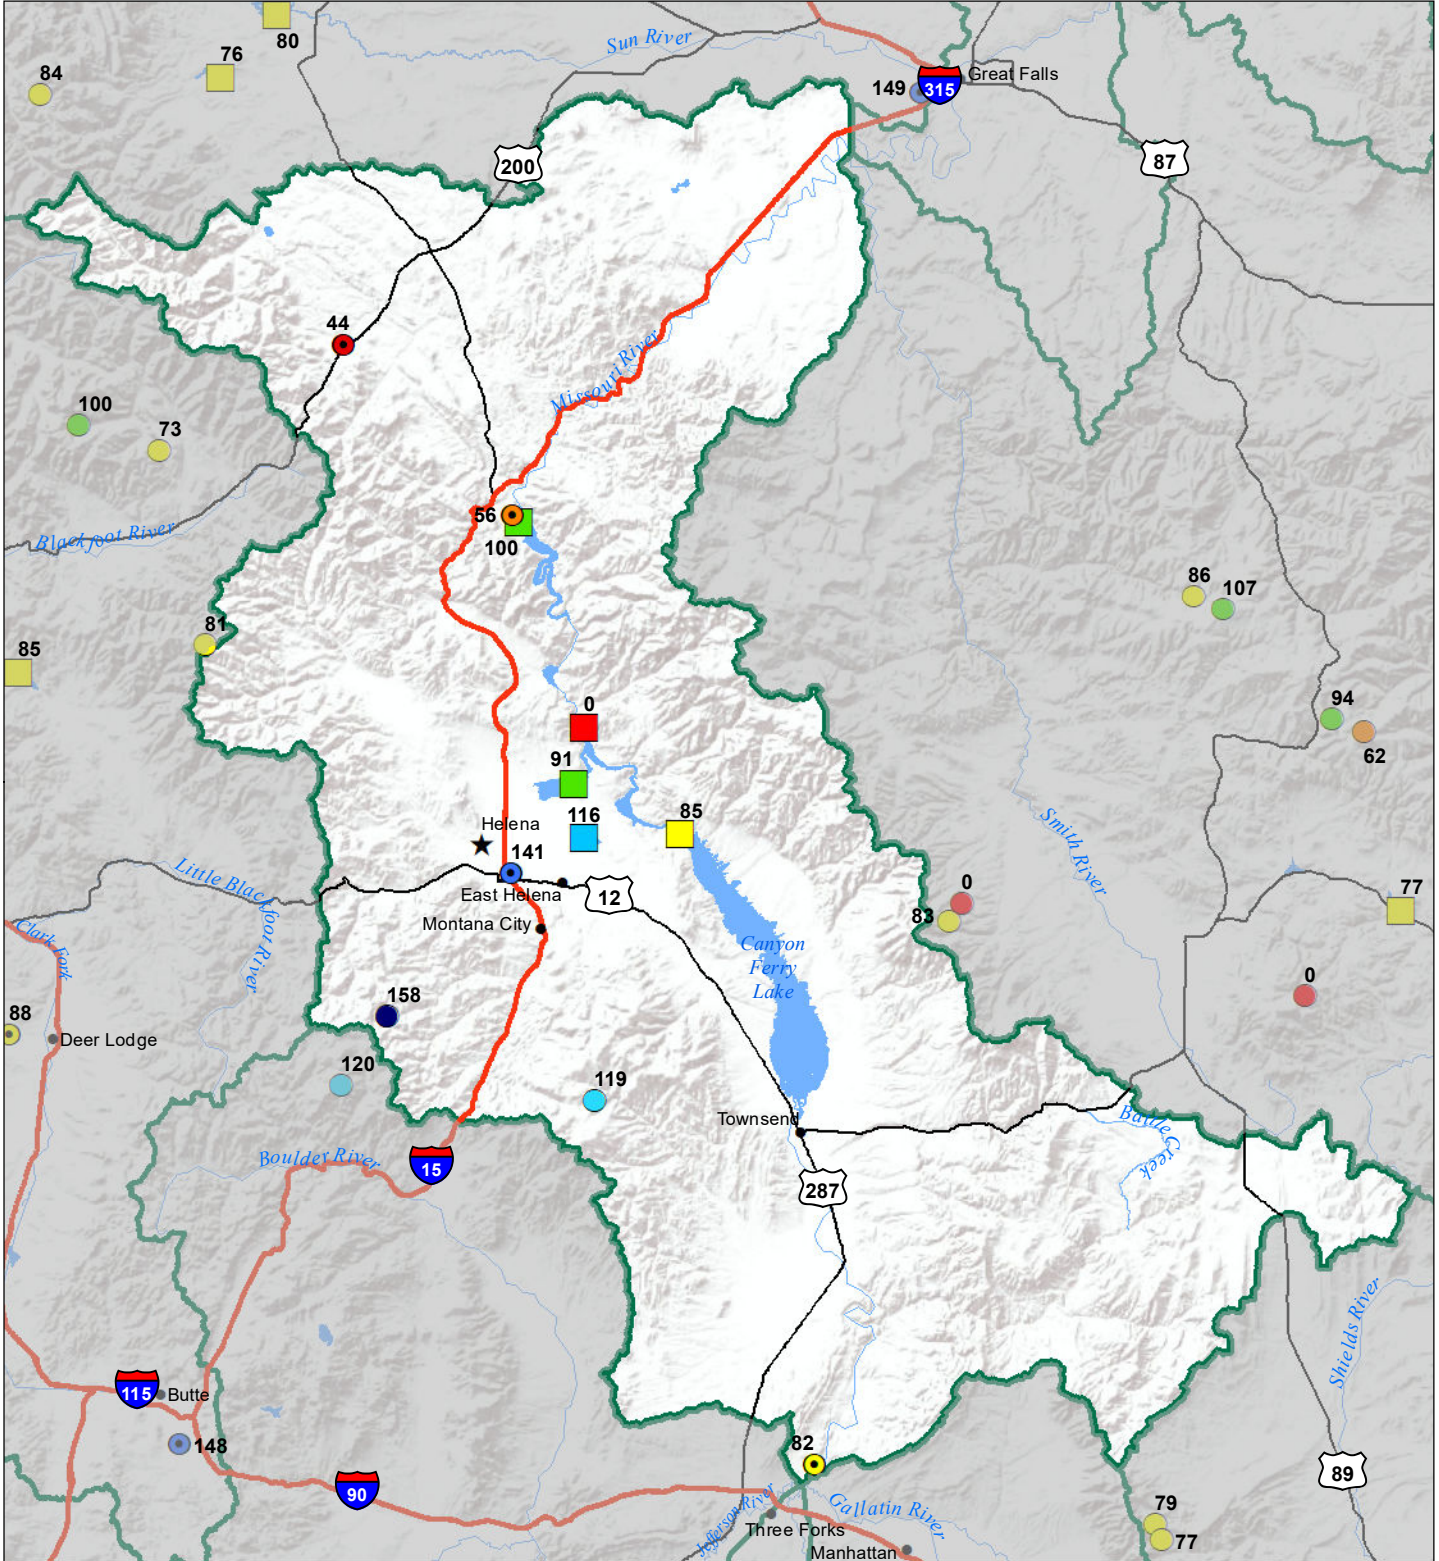 80
Sun River
76
84
Great Falls
149
315
200
87
44
Missouri River
100
73
56
100
Blackfoot River
86
107
81
85
0
94
62
91
116
85
Helena
141
Smith River
Little Blackfoot River
East Helena
12
0
77
83
Montana City
Clark Fork
Canyon
Ferry
Lake
0
158
88
Deer Lodge
120
119
Townsend
Battle Creek
Boulder River
15
287
Shields River
115
Butte
82
148
89
90
Jefferson River
Gallatin River
79
Three Forks
77
Manhattan